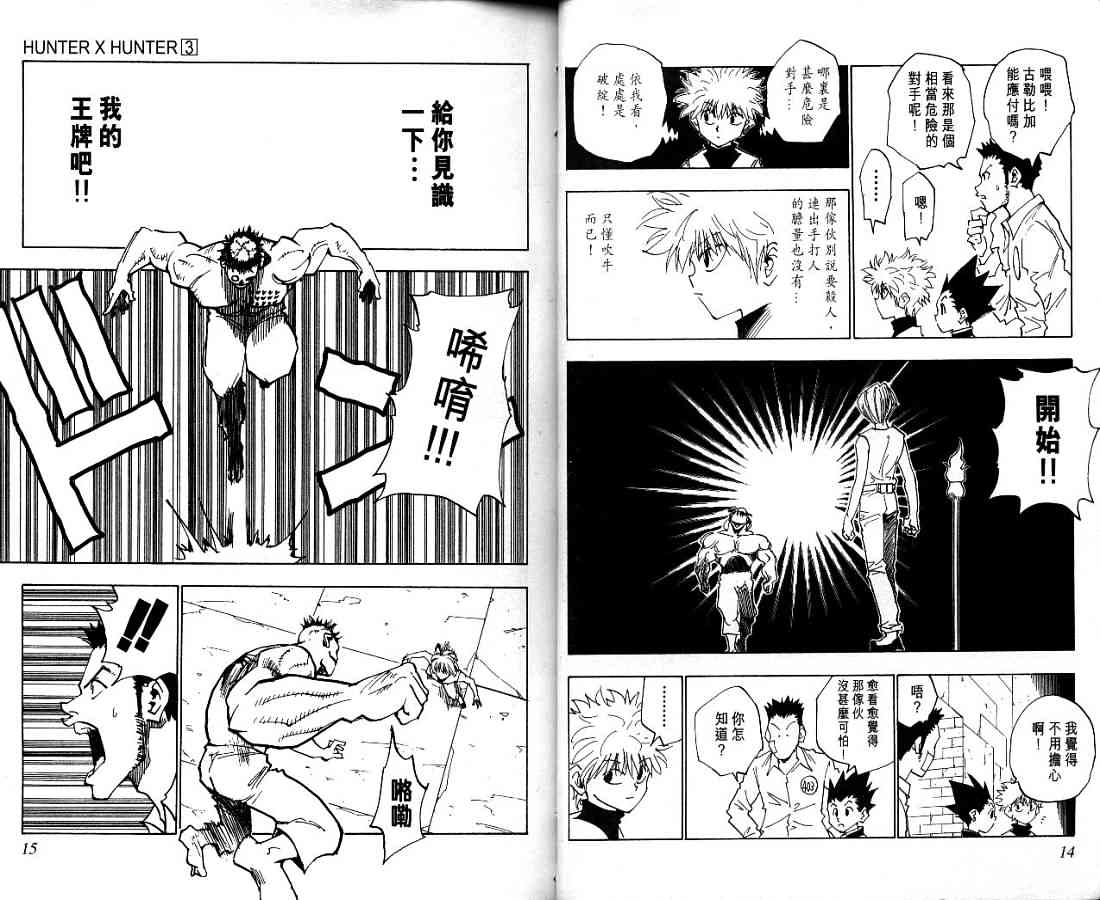 HUNTER X HUNTER 3
喂喂!
古勒比加
能應付嗎?
看來那是個
相當危險的
對手呢!
嗯!
……
哪裏是
甚麼危險
對手…
依我看,
處處是
破綻!
那傢伙別說要殺人,
連出手打人
的膽量也沒有…
只懂吹牛
而已!
開始!!
我覺得
不用擔心
啊!
唔?
愈看愈覺得
那傢伙
沒甚麼可怕!
你怎
知道?
403
……
14
給你見識
一下…
我的
王牌吧!!
唏唷!!!
ドン
啪嘞
!!
15